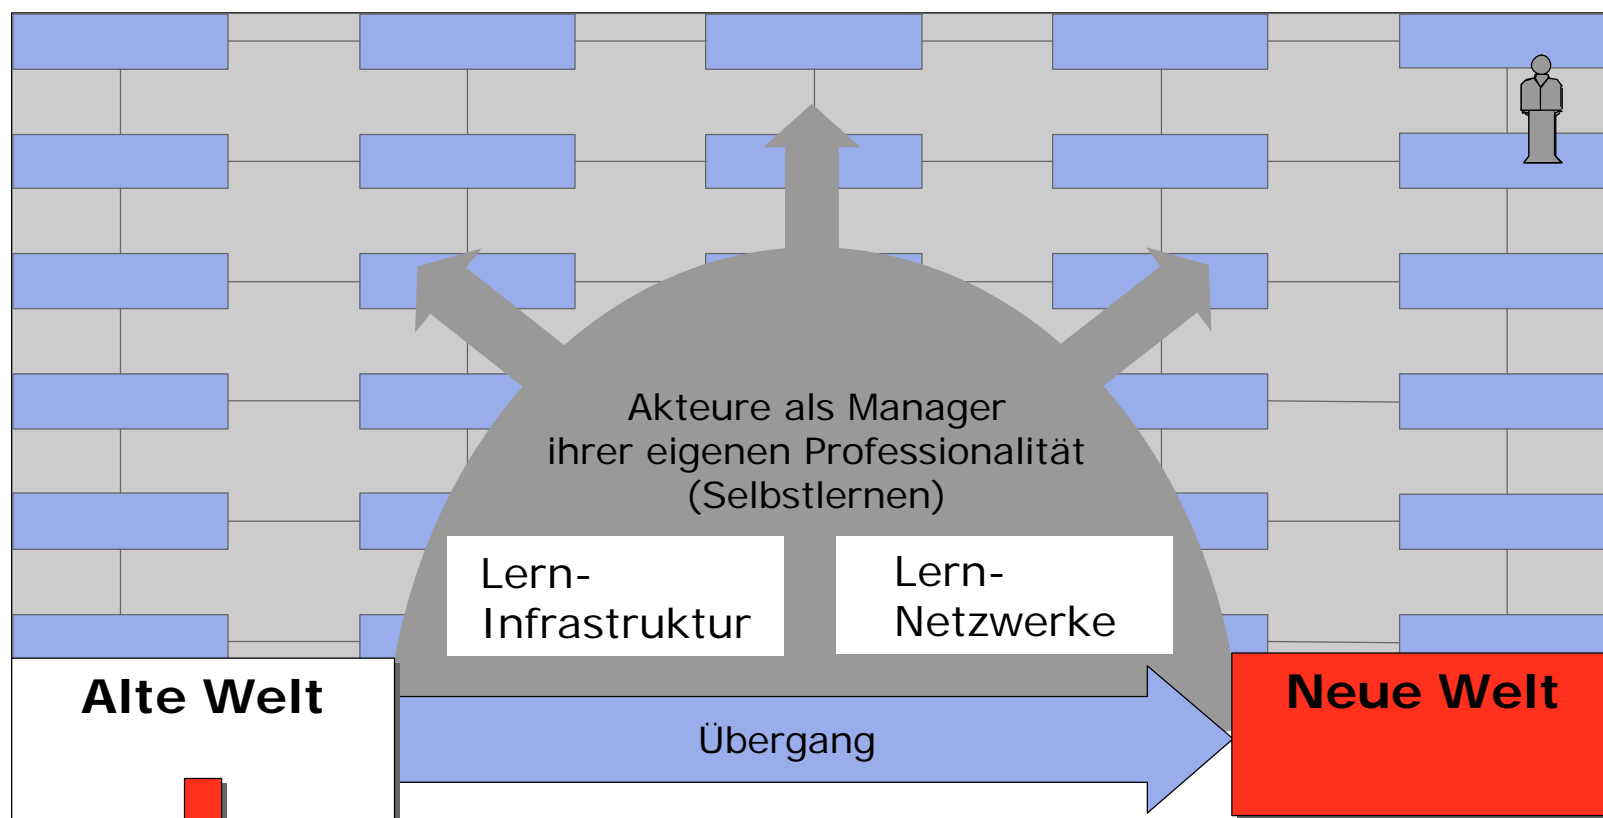 Akteure als Manager
ihrer eigenen Professionalität
(Selbstlernen)
Lern-
Infrastruktur
Lern-
Netzwerke
Alte Welt
Übergang
Neue Welt